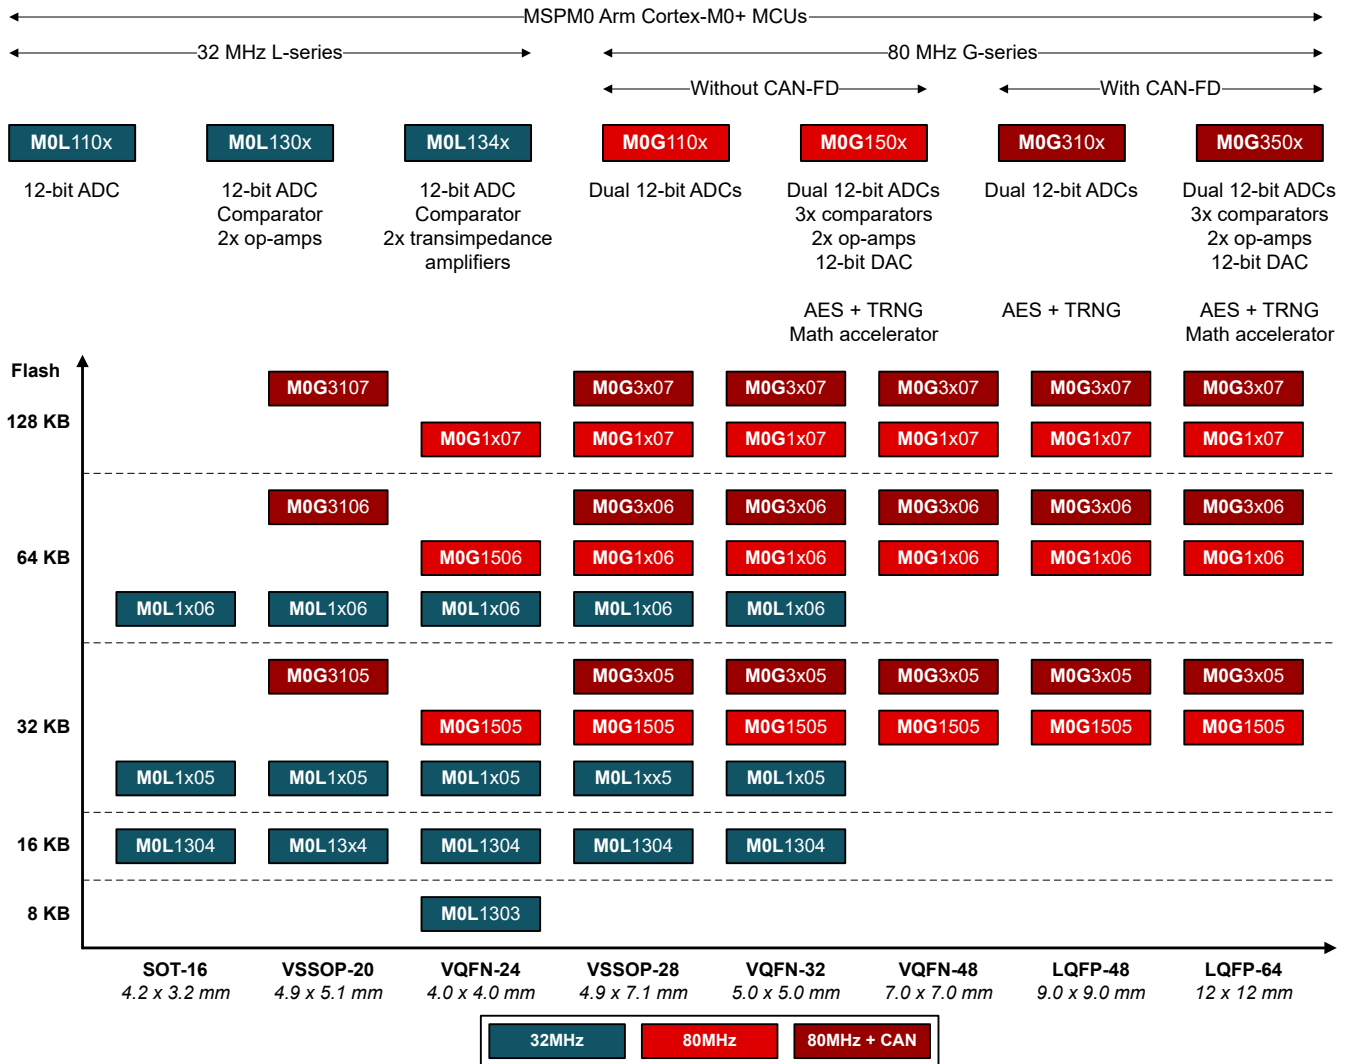 MSPM0 Arm Cortex-M0+ MCUs
32 MHz L-series
80 MHz G-series
Without CAN-FD
With CAN-FD
M0L110x
M0L130x
M0L134x
M0G110x
M0G150x
M0G310x
M0G350x
12-bit ADC
12-bit ADC
Comparator
2x op-amps
12-bit ADC
Comparator
2x transimpedance
amplifiers
Dual 12-bit ADCs
Dual 12-bit ADCs
3x comparators
2x op-amps
12-bit DAC
AES + TRNG
Math accelerator
Dual 12-bit ADCs
AES + TRNG
Dual 12-bit ADCs
3x comparators
2x op-amps
12-bit DAC
AES + TRNG
Math accelerator
Flash
128 KB
M0G3107 M0G3x07 M0G3x07 M0G3x07 M0G3x07 M0G3x07
M0G1x07 M0G1x07 M0G1x07 M0G1x07 M0G1x07 M0G1x07
64 KB
M0G3106 M0G3x06 M0G3x06 M0G3x06 M0G3x06 M0G3x06
M0G1506 M0G1x06 M0G1x06 M0G1x06 M0G1x06 M0G1x06
M0L1x06 M0L1x06 M0L1x06 M0L1x06 M0L1x06
32 KB
M0G3105 M0G3x05 M0G3x05 M0G3x05 M0G3x05 M0G3x05
M0G1505 M0G1505 M0G1505 M0G1505 M0G1505 M0G1505
M0L1x05 M0L1x05 M0L1x05 M0L1xx5 M0L1x05
16 KB M0L1304 M0L13x4 M0L1304 M0L1304 M0L1304
8 KB M0L1303
SOT-16 VSSOP-20 VQFN-24 VSSOP-28 VQFN-32 VQFN-48 LQFP-48 LQFP-64
4.2 x 3.2 mm 4.9 x 5.1 mm 4.0 x 4.0 mm 4.9 x 7.1 mm 5.0 x 5.0 mm 7.0 x 7.0 mm 9.0 x 9.0 mm 12 x 12 mm
32MHz 80MHz 80MHz + CAN